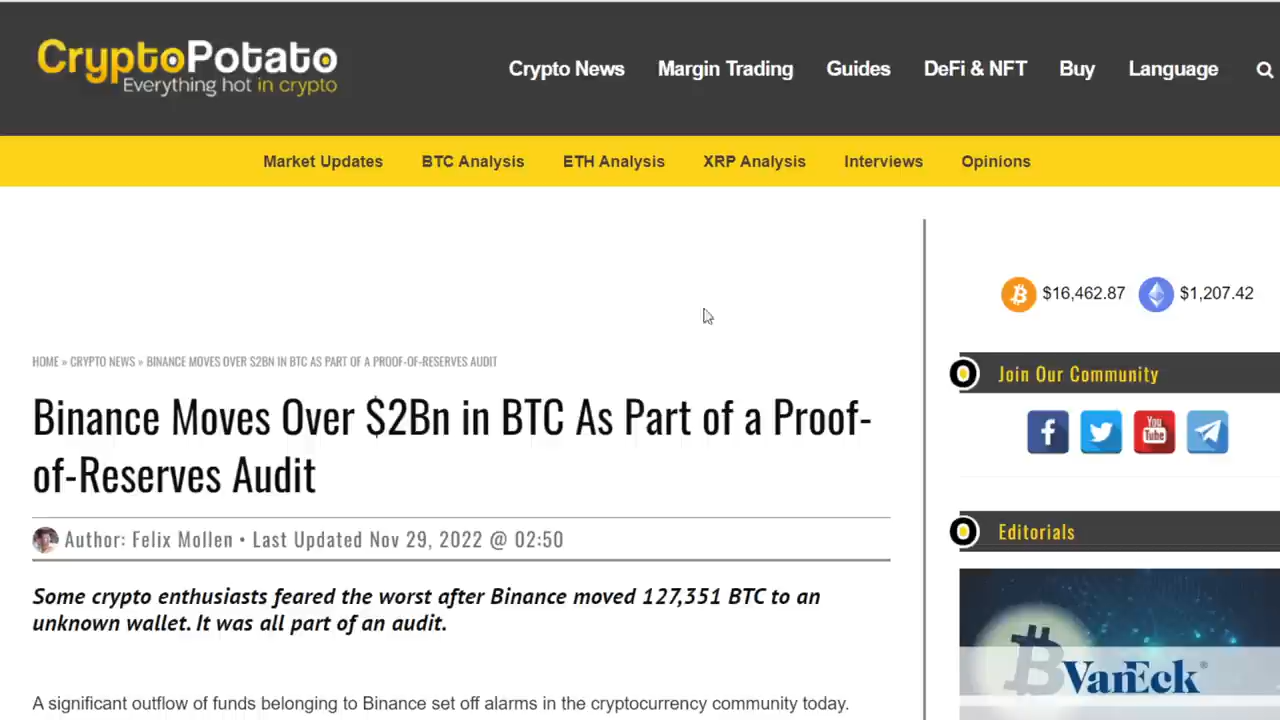 CryptoPotato
Everything hot in crypto
Crypto News Margin Trading Guides DeFi & NFT Buy Language
Market Updates BTC Analysis ETH Analysis XRP Analysis Interviews Opinions
$16,462.87 $1,207.42
HOME » CRYPTO NEWS » BINANCE MOVES OVER $2BN IN BTC AS PART OF A PROOF-OF-RESERVES AUDIT
Binance Moves Over $2Bn in BTC As Part of a Proof-
of-Reserves Audit
Author: Felix Mollen • Last Updated Nov 29, 2022 @ 02:50
Some crypto enthusiasts feared the worst after Binance moved 127,351 BTC to an
unknown wallet. It was all part of an audit.
A significant outflow of funds belonging to Binance set off alarms in the cryptocurrency community today.
Join Our Community
You
Tube
Editorials
VanEck®